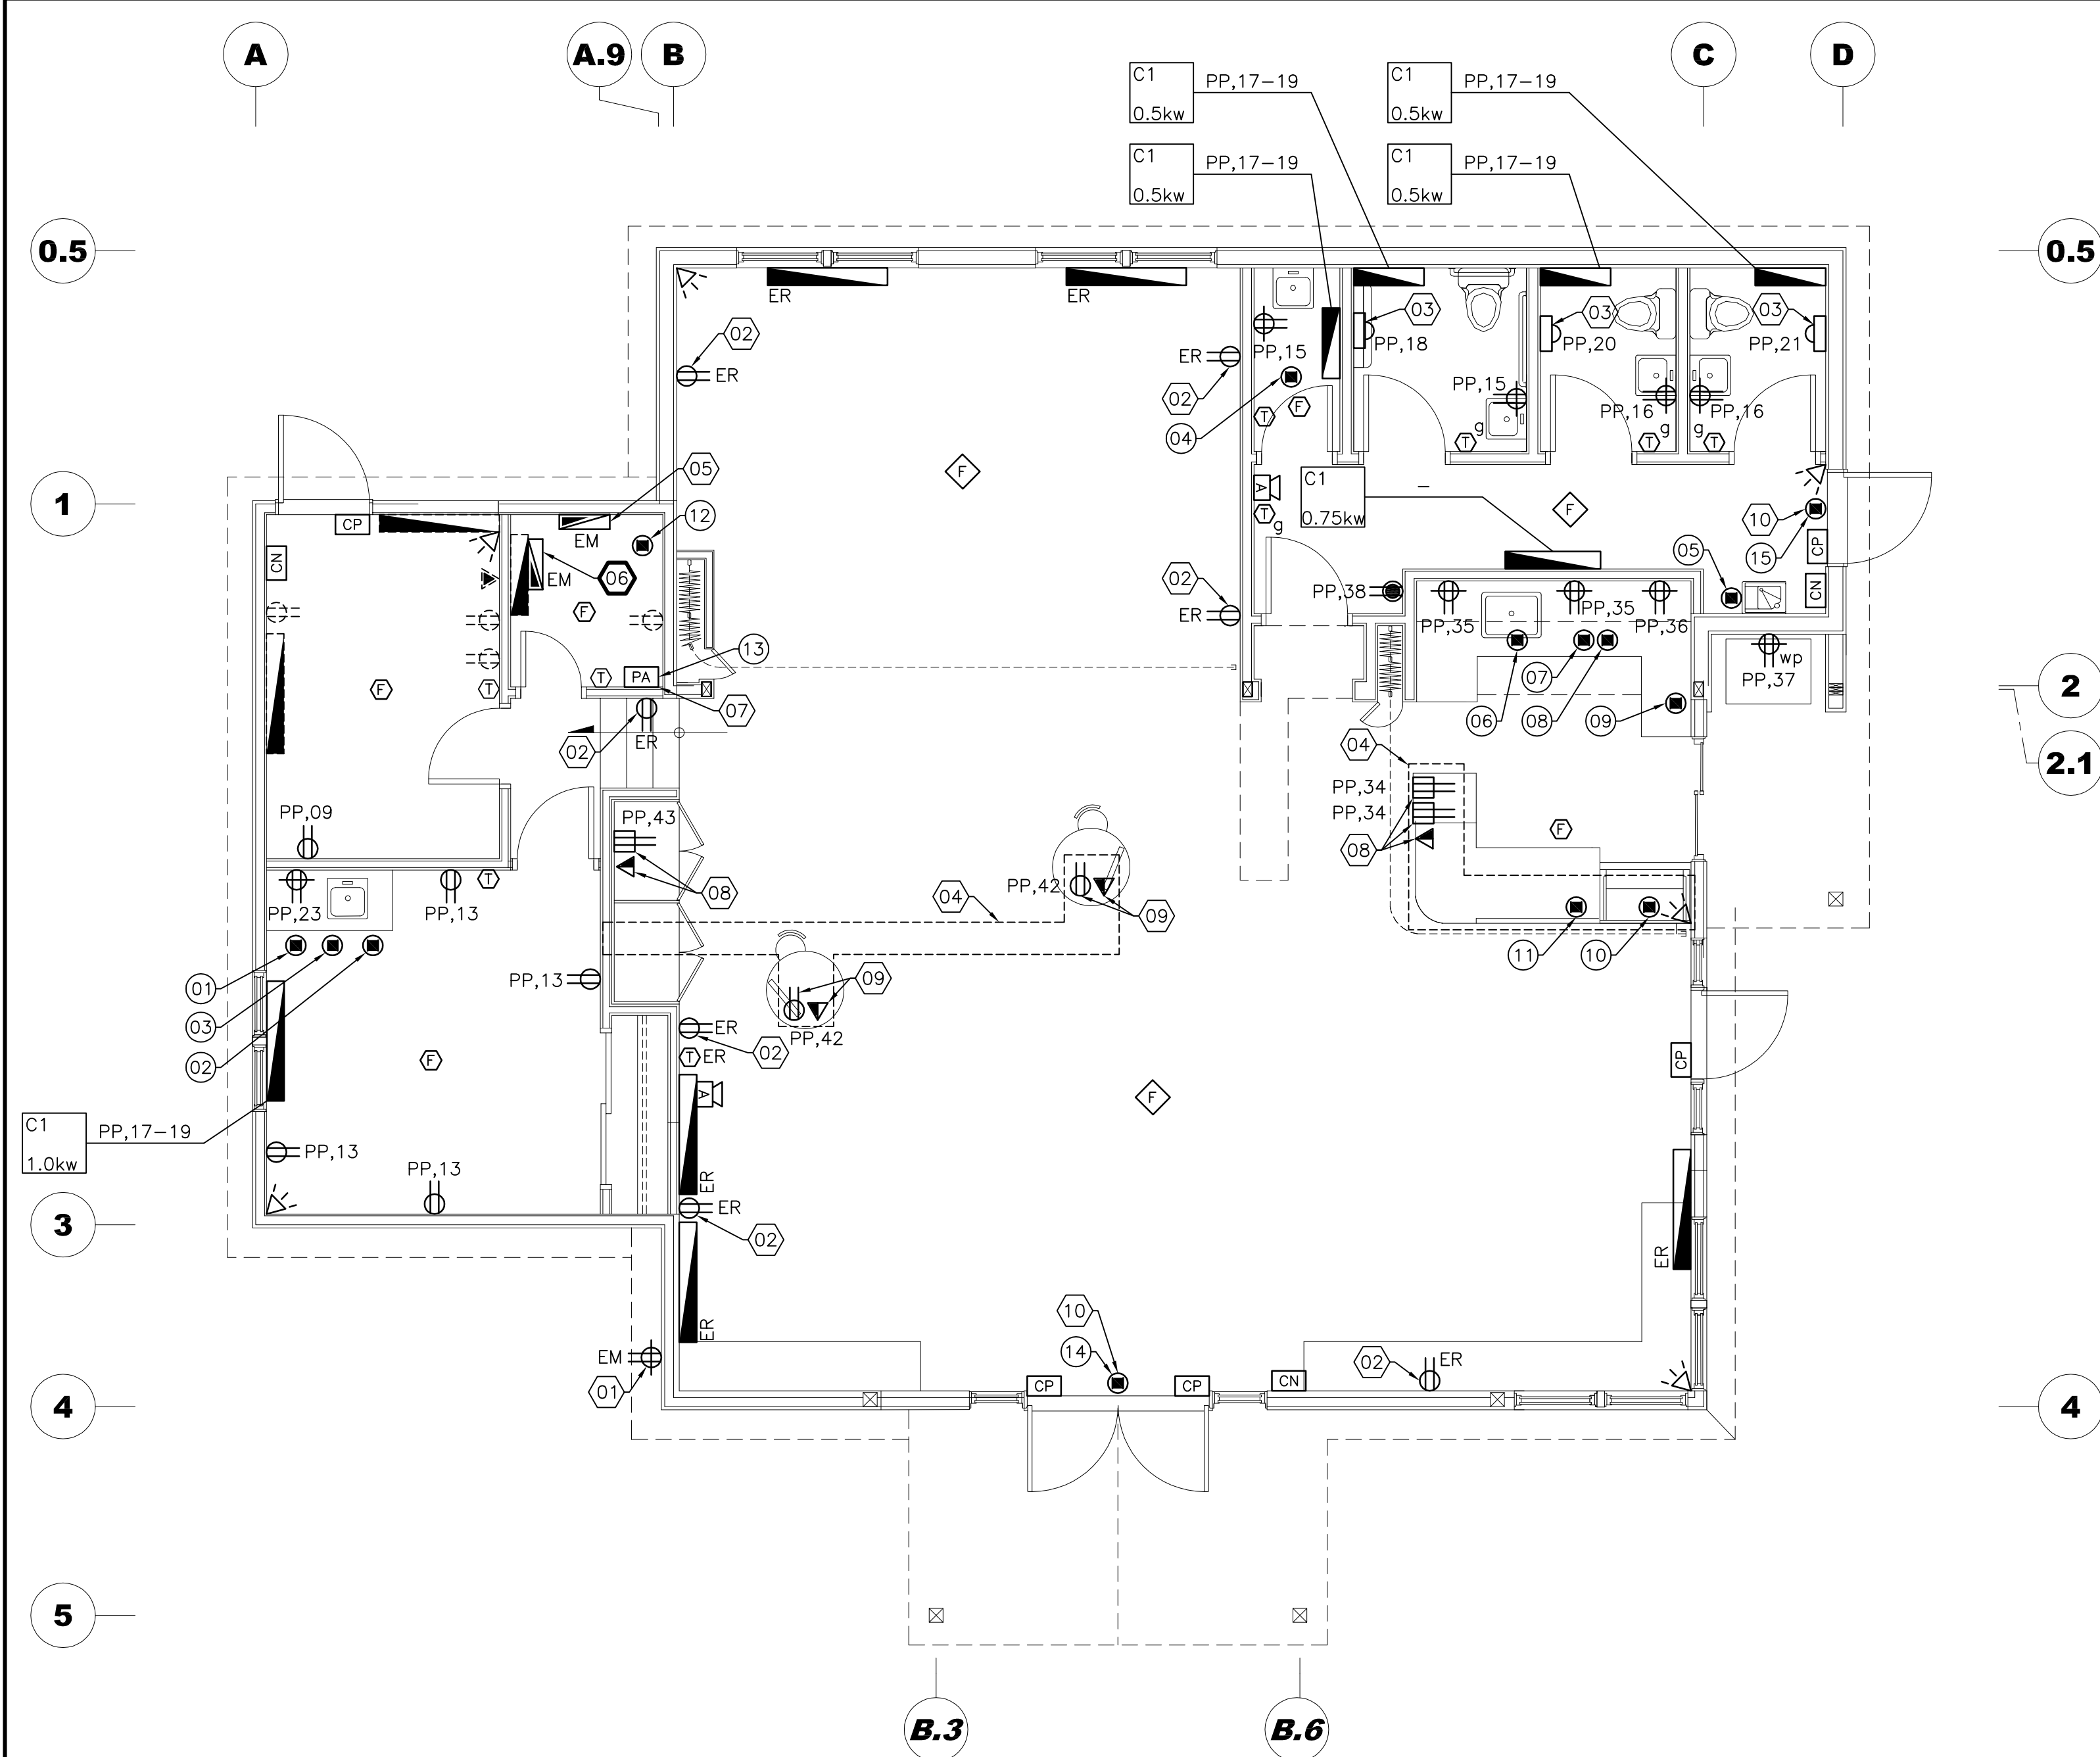 A
A.9
B
C
D
C1
0.5kw
PP,17-19
C1
0.5kw
PP,17-19
C1
0.5kw
PP,17-19
C1
0.5kw
PP,17-19
0.5
0.5
ER
ER
02
ER
ER
02
PP,15
04
T
F
03
PP,18
03
PP,20
03
PP,21
PP,15
PP,16
PP,16
g
T
T
g
g
T
1
05
12
CP
EM
CN
EM
06
F
F
A
T
g
C1
0.75kw
-
F
10
15
CP
05
CN
02
ER
PP,38
PP,35
PP,35
PP,36
13
T
PA
F
T
07
02
ER
06
07
08
09
wp
PP,37
2
2.1
04
PP,34
PP,34
08
F
PP,09
PP,43
08
PP,42
09
04
PP,23
PP,13
T
01
03
02
PP,13
09
PP,42
11
10
ER
02
T
ER
A
F
F
CP
C1
1.0kw
PP,17-19
PP,13
PP,13
ER
ER
02
3
ER
ER
10
14
EM
01
CP
CP
CN
02
ER
4
4
5
B.3
B.6